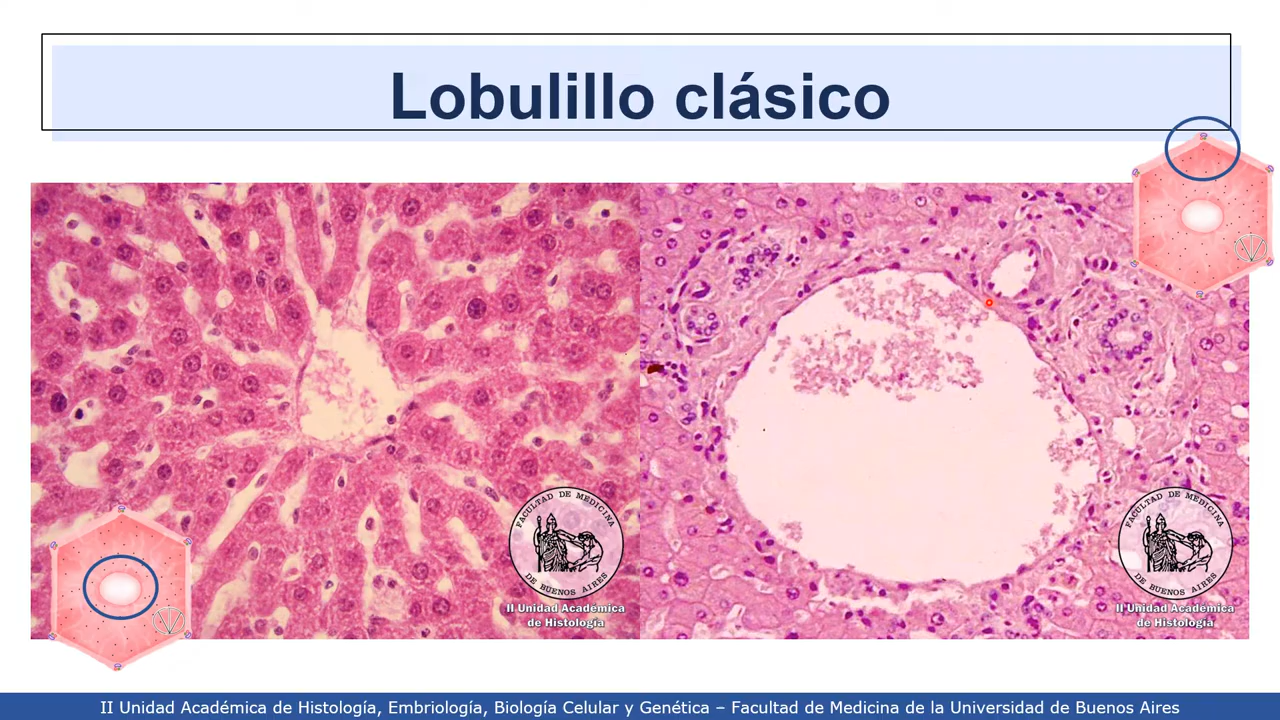 Lobulillo clásico
FACULTAD DE MEDICINA
DE BUENOS AIRES
II Unidad Académica
de Histología
FACULTAD DE MEDICINA
DE BUENOS AIRES
II Unidad Académica
de Histología
II Unidad Académica de Histología, Embriología, Biología Celular y Genética – Facultad de Medicina de la Universidad de Buenos Aires